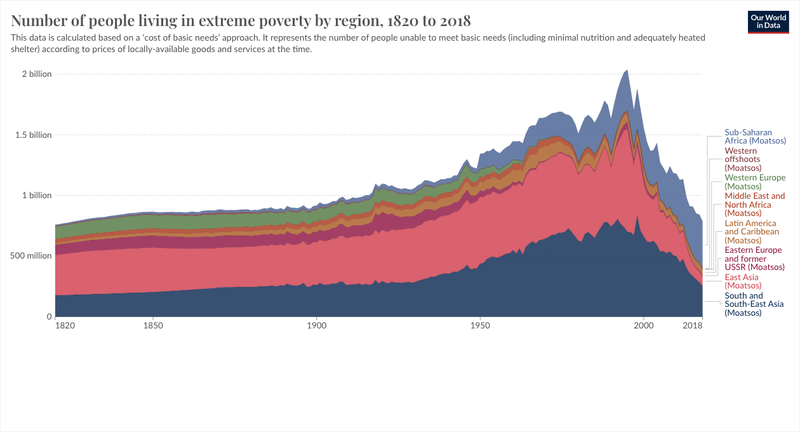 Number of people living in extreme poverty by region, 1820 to 2018
Our World
in Data
This data is calculated based on a 'cost of basic needs' approach. It represents the number of people unable to meet basic needs (including minimal nutrition and adequately heated
shelter) according to prices of locally-available goods and services at the time.
2 billion
1.5 billion
1 billion
500 million
0
1820
1850
1900
1950
2000
2018
Sub-Saharan
Africa (Moatsos)
Western
offshoots
(Moatsos)
Western Europe
(Moatsos)
Middle East and
North Africa
(Moatsos)
Latin America
and Caribbean
(Moatsos)
Eastern Europe
and former
USSR (Moatsos)
East Asia
(Moatsos)
South and
South-East Asia
(Moatsos)